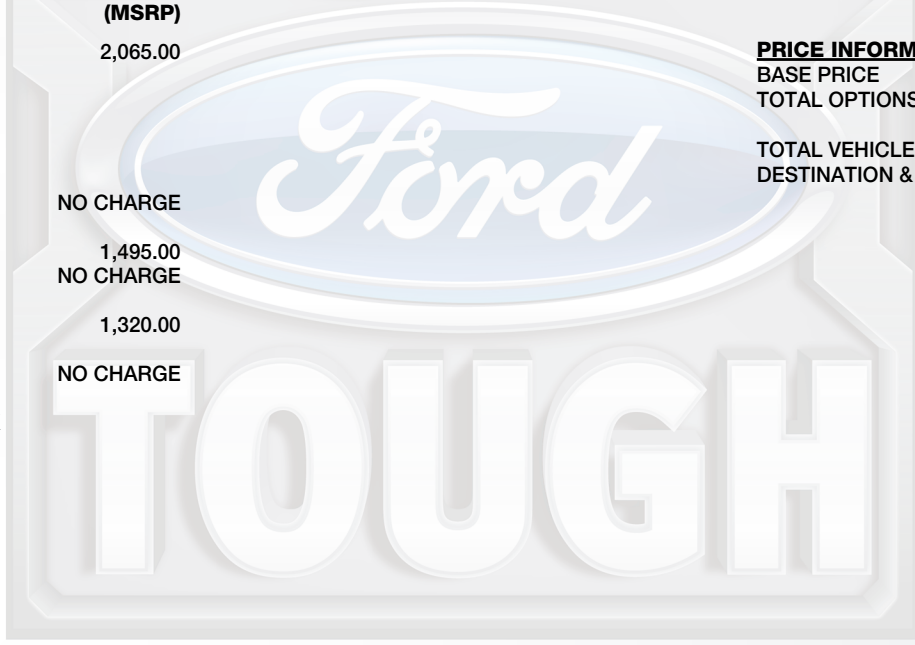 (MSRP)
2,065.00
NO CHARGE
1,495.00
NO CHARGE
1,320.00
NO CHARGE
PRICE INFORM
BASE PRICE
TOTAL OPTIONS
TOTAL VEHICLE
DESTINATION &
Ford
TOUGH